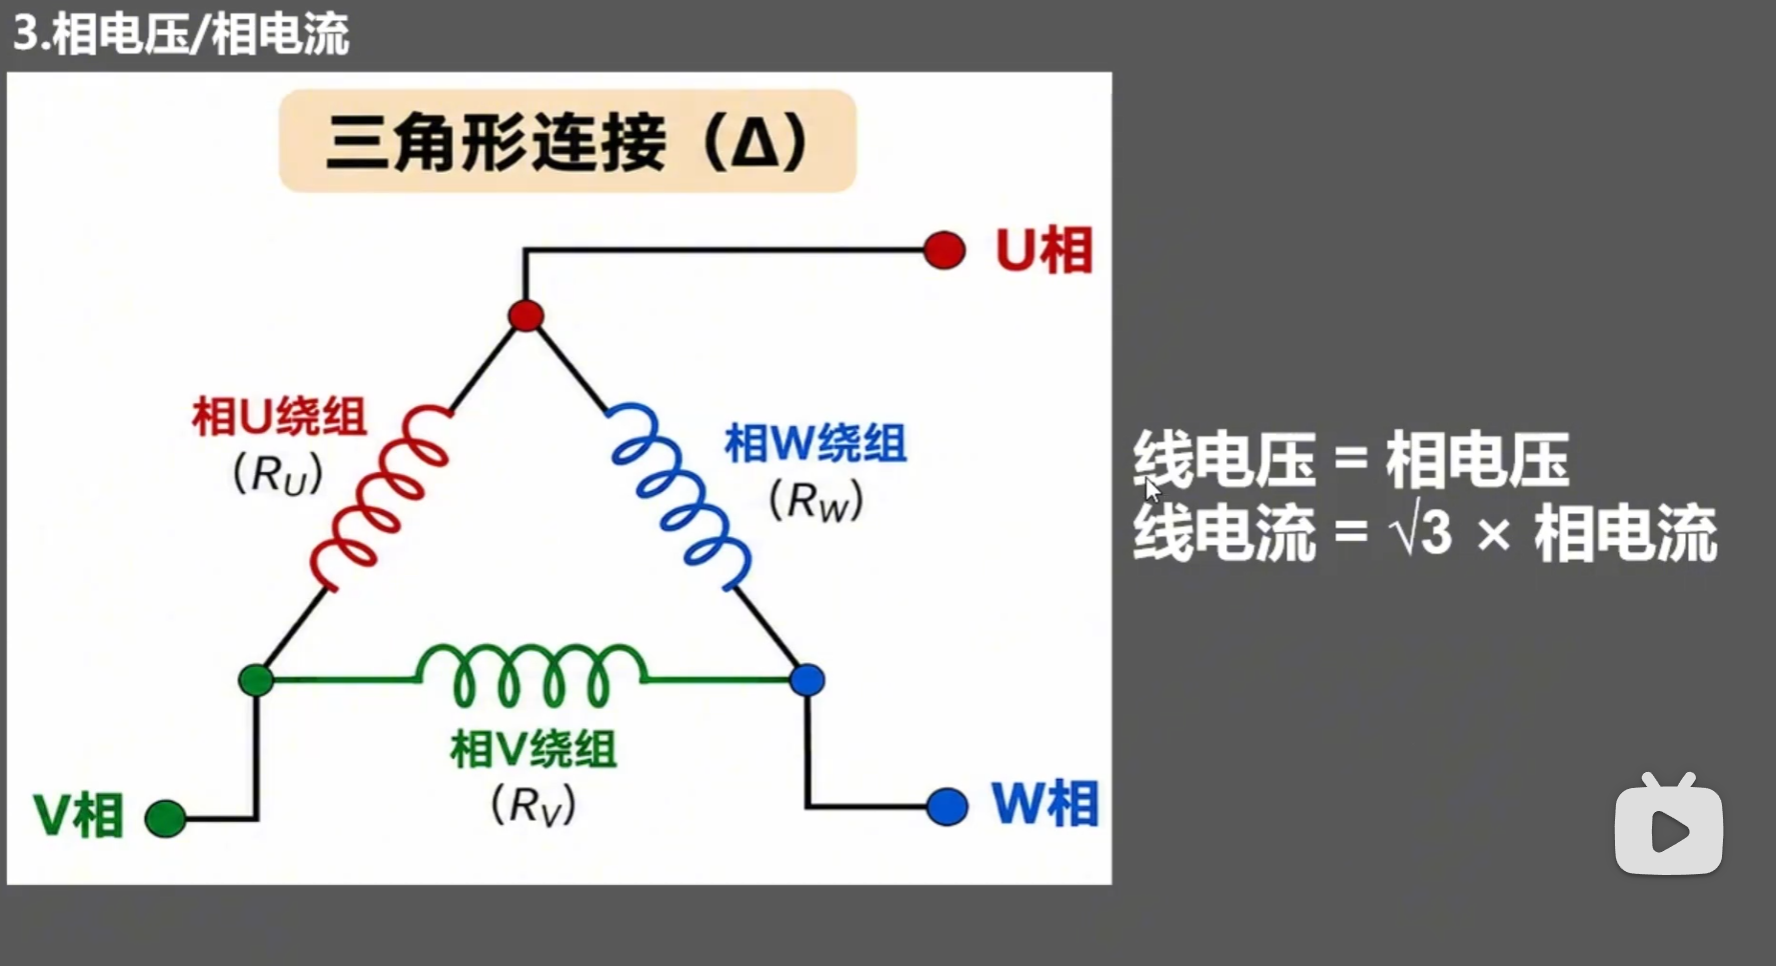 3.相电压/相电流
三角形连接（Δ）
U相
相U绕组
(R_U)
相W绕组
(R_W)
线电压 = 相电压
线电流 = √3 × 相电流
相V绕组
(R_V)
V相
W相